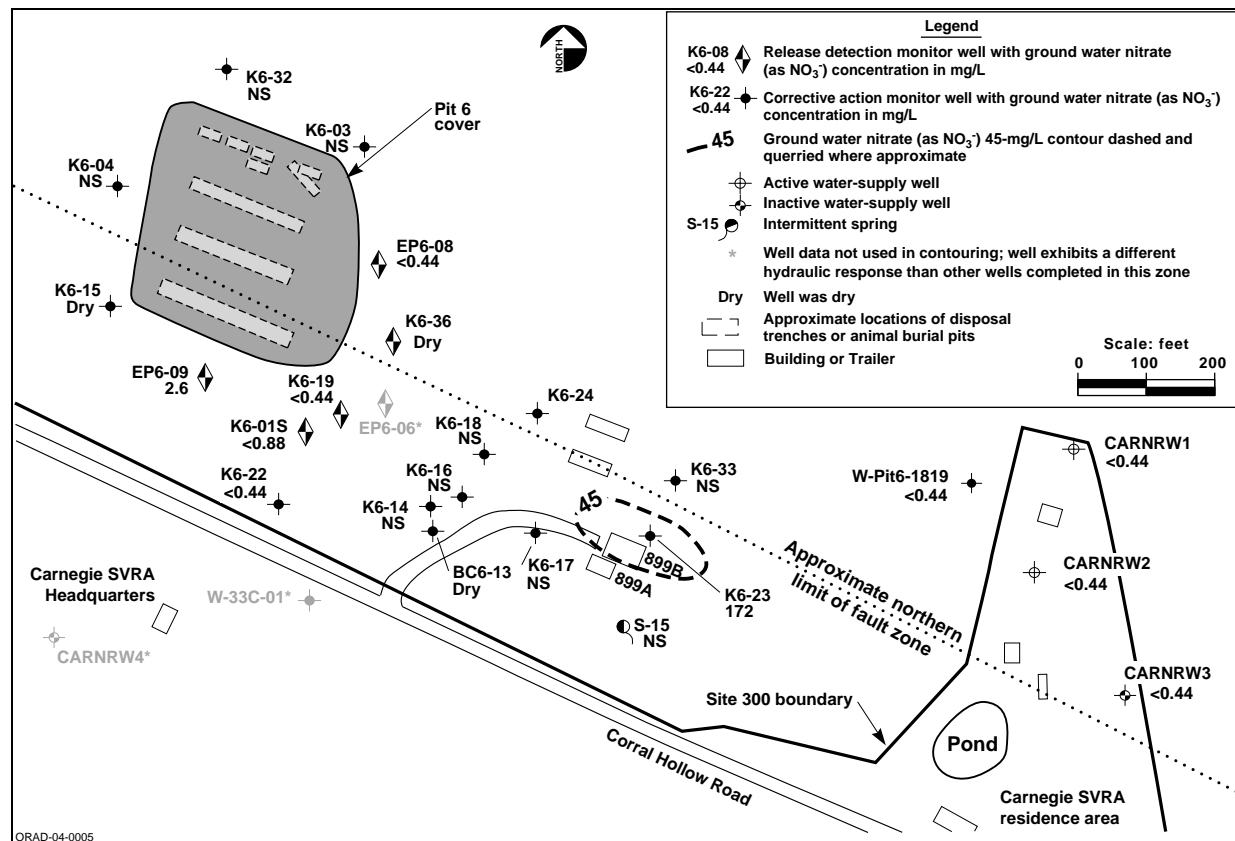 K6-32
NS
NORTH
Pit 6
cover
K6-03
NS
K6-04
NS
EP6-08
<0.44
K6-15
Dry
K6-36
Dry
EP6-09
2.6
K6-19
<0.44
EP6-06*
K6-01S
<0.88
K6-24
K6-18
NS
K6-22
<0.44
K6-16
NS
K6-14
NS
K6-33
NS
45
BC6-13
Dry
K6-17
NS
899B
899A
K6-23
172
S-15
NS
W-Pit6-1819
<0.44
CARNRW1
<0.44
CARNRW2
<0.44
CARNRW3
<0.44
Approximate northern
limit of fault zone
Carnegie SVRA
Headquarters
W-33C-01*
CARNRW4*
Site 300 boundary
Corral Hollow Road
Pond
Carnegie SVRA
residence area
ORAD-04-0005
Legend
K6-08
<0.44
Release detection monitor well with ground water nitrate
(as NO₃⁻) concentration in mg/L
K6-22
<0.44
Corrective action monitor well with ground water nitrate (as NO₃⁻)
concentration in mg/L
45
Ground water nitrate (as NO₃⁻) 45-mg/L contour dashed and
querried where approximate
Active water-supply well
Inactive water-supply well
S-15
Intermittent spring
*
Well data not used in contouring; well exhibits a different
hydraulic response than other wells completed in this zone
Dry Well was dry
Approximate locations of disposal
trenches or animal burial pits
Building or Trailer
Scale: feet
0 100 200